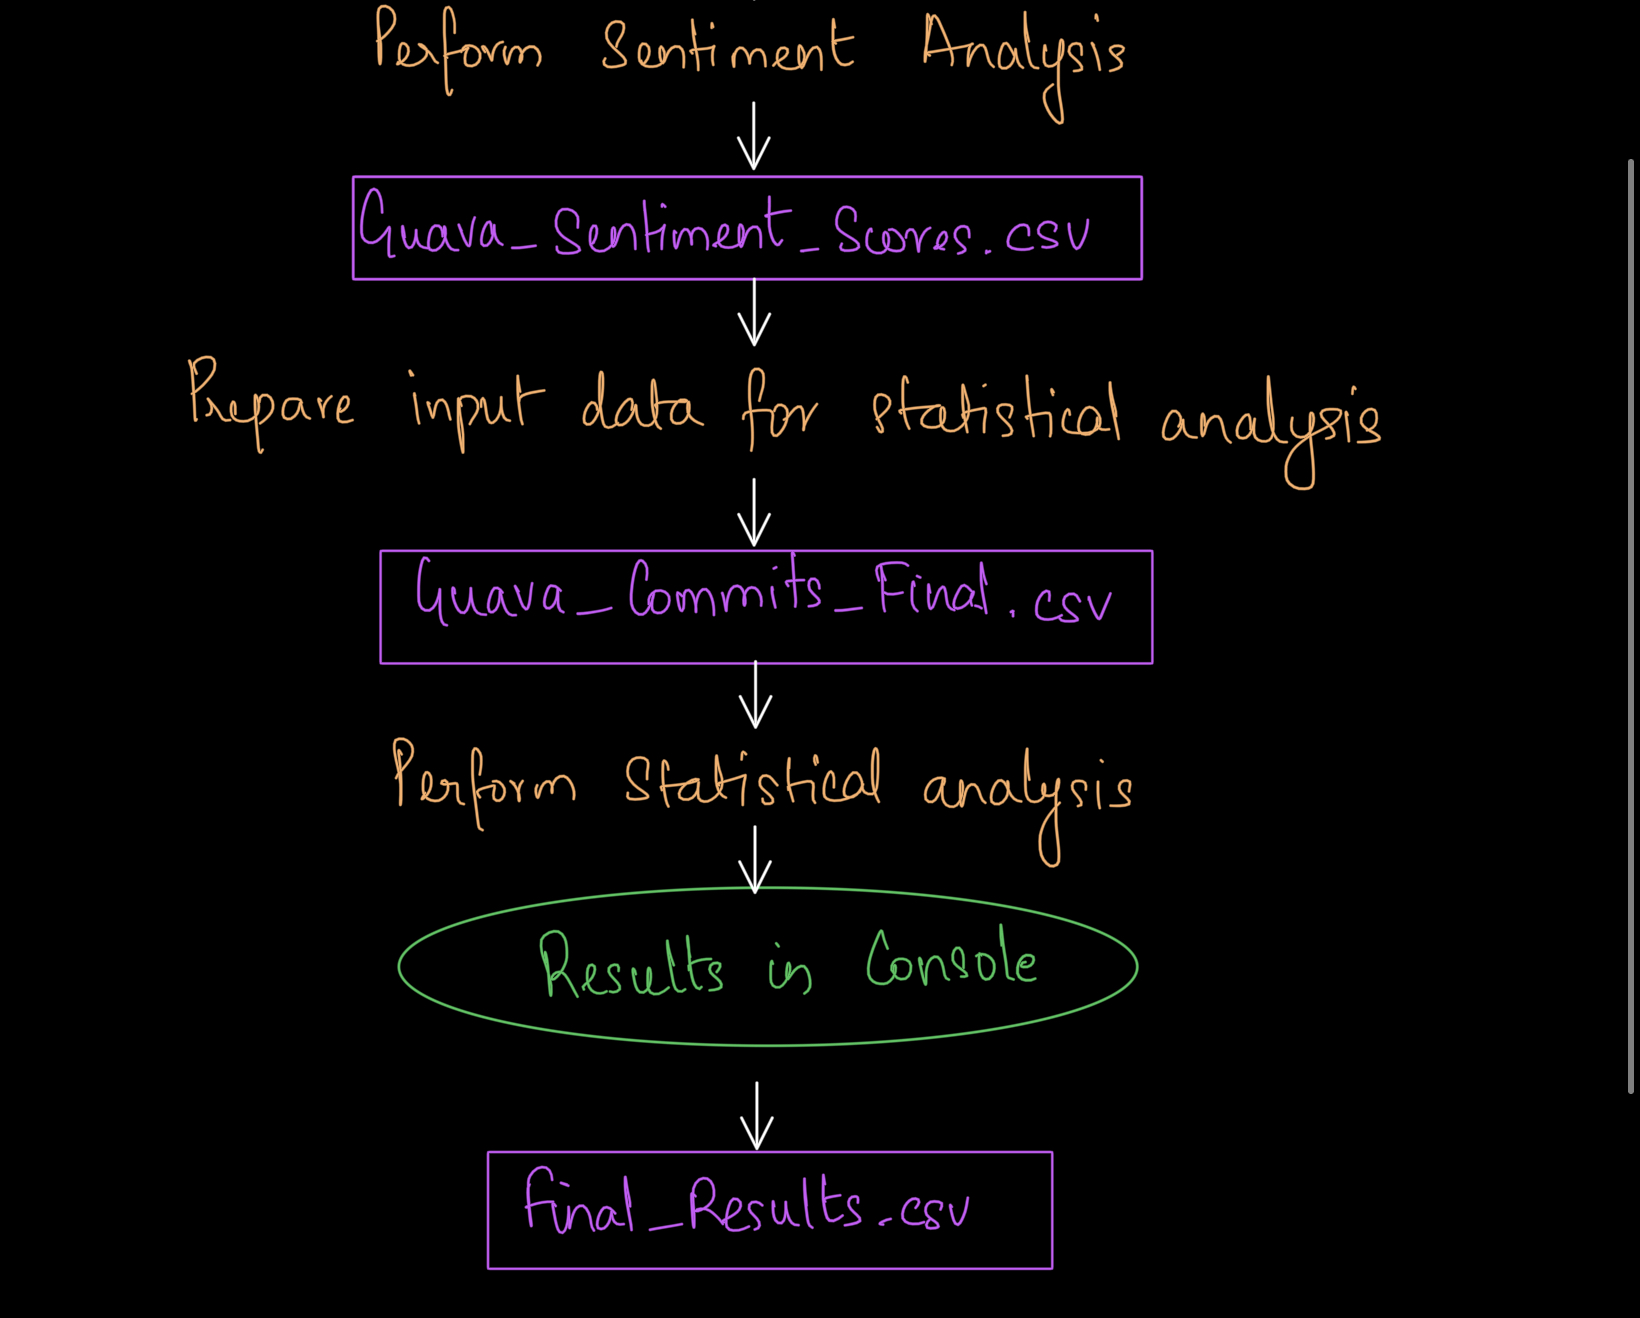 Perform Sentiment Analysis
Guava_Sentiment_Scores.csv
Prepare input data for statistical analysis
Guava_Commits_Final.csv
Perform Statistical analysis
Results in Console
Final_Results.csv